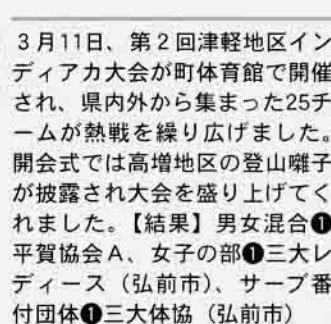 3月11日、第2回津軽地区イン
ディアカ大会が町体育館で開催
され、県内外から集まった25チ
ームが熱戦を繰り広げました。
開会式では高増地区の登山囃子
が披露され大会を盛り上げてく
れました。【結果】男女混合❶
平賀協会A、女子の部❶三大レ
ディース（弘前市）、サーブ番
付団体❶三大体協（弘前市）